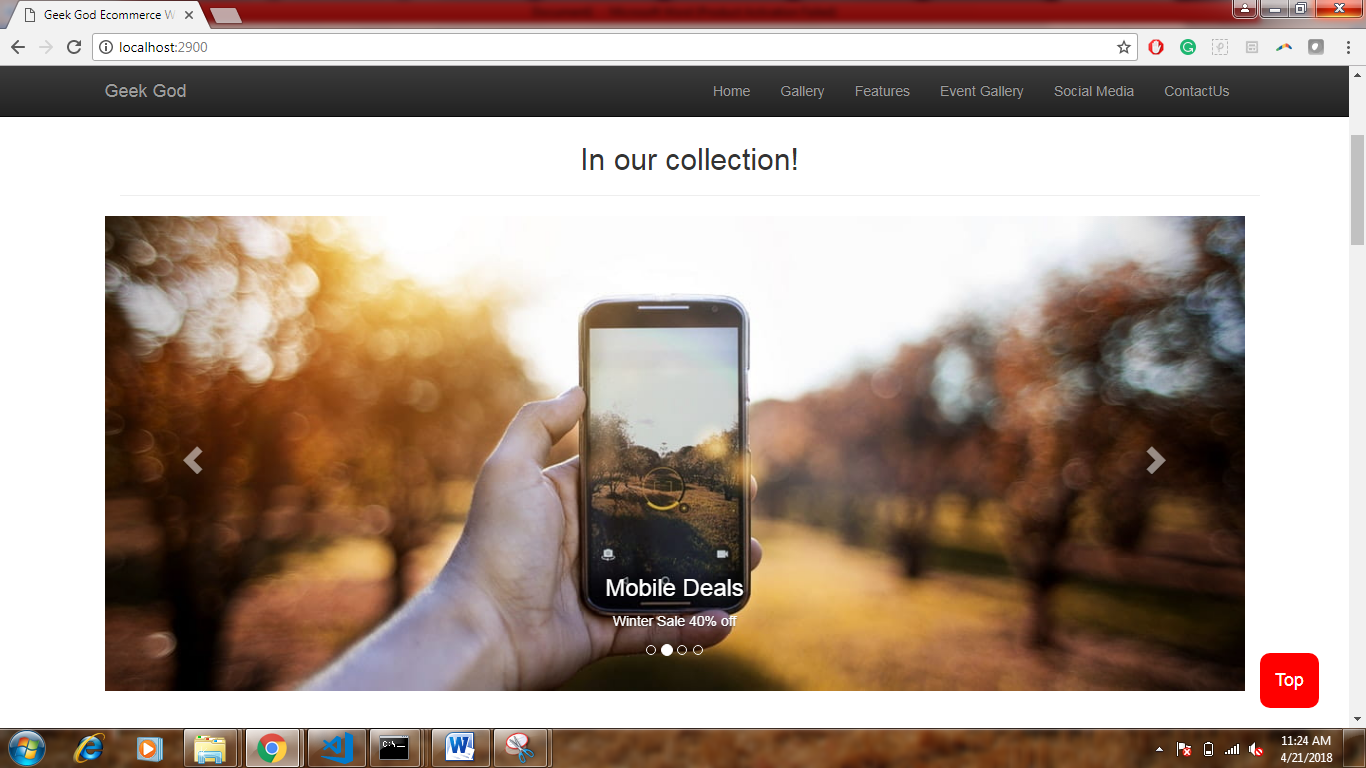 Geek God Ecommerce W
localhost:2900
Geek God Home Gallery Features Event Gallery Social Media ContactUs
In our collection!
Mobile Deals
Winter Sale 40% off
Top
C:\.
W
11:24 AM
4/21/2018